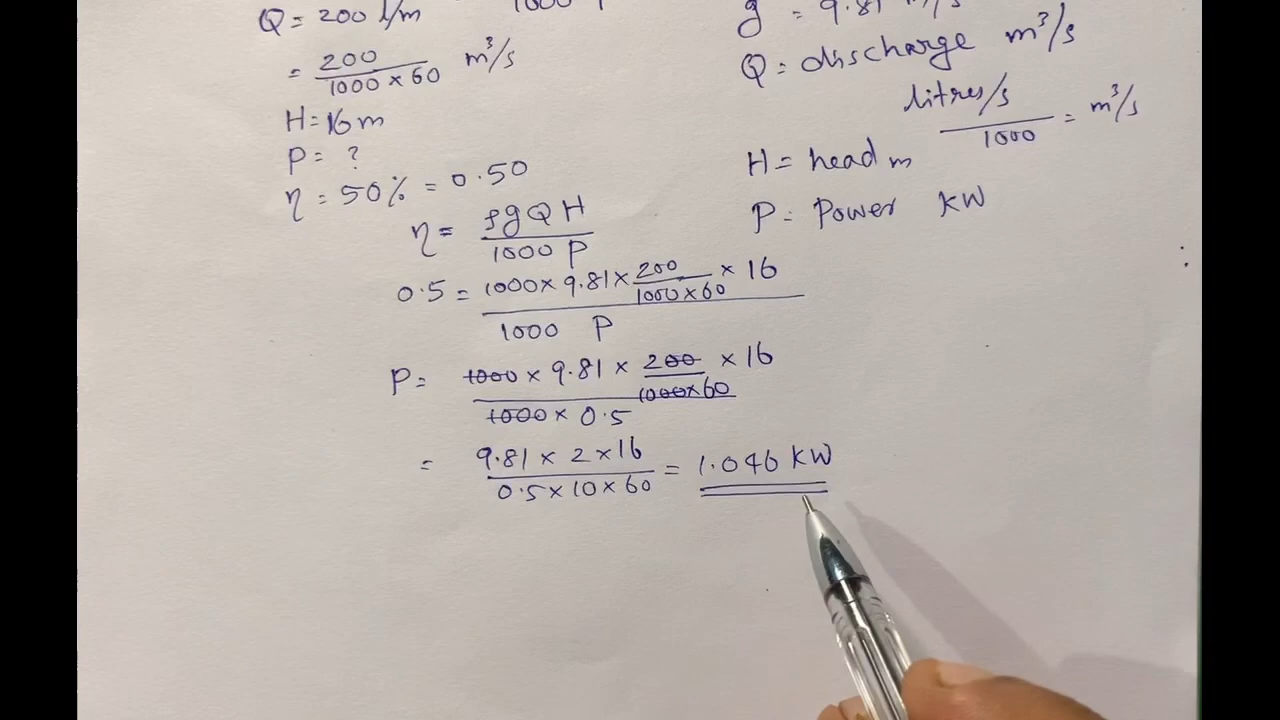 Q = 200 l/m
= 200 / 1000 × 60 m³/s
H = 16 m
P = ?
η = 50% = 0.50
g = 9.81
Q = discharge m³/s
litres/s / 1000 = m³/s
H = head m
P = Power KW
η = ρgQH / 1000 P
0.5 = 1000 × 9.81 × 200 / 1000 × 60 × 16 / 1000 P
P = 1000 × 9.81 × 200 / 1000 × 60 × 16 / 1000 × 0.5
= 9.81 × 2 × 16 / 0.5 × 10 × 60 = 1.046 KW